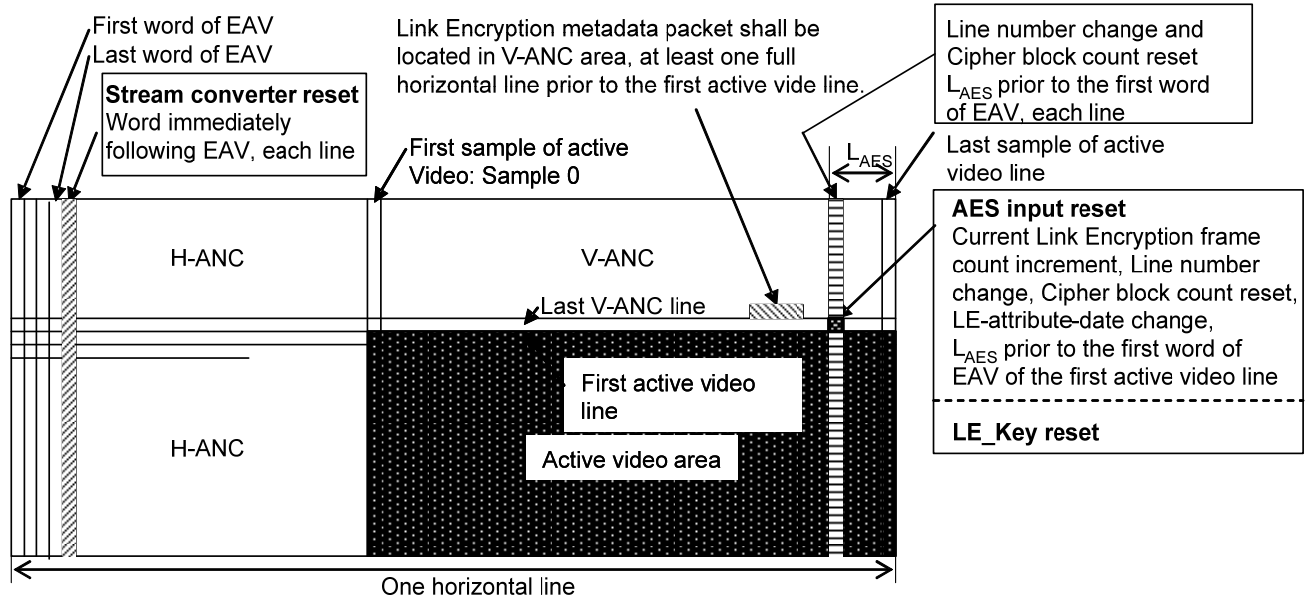 First word of EAV
Last word of EAV
Stream converter reset
Word immediately
following EAV, each line
Link Encryption metadata packet shall be
located in V-ANC area, at least one full
horizontal line prior to the first active vide line.
First sample of active
Video: Sample 0
Line number change and
Cipher block count reset
L_AES prior to the first word
of EAV, each line
L_AES
Last sample of active
video line
AES input reset
Current Link Encryption frame
count increment, Line number
change, Cipher block count reset,
LE-attribute-date change,
L_AES prior to the first word of
EAV of the first active video line
LE_Key reset
H-ANC
V-ANC
Last V-ANC line
First active video
line
H-ANC
Active video area
One horizontal line